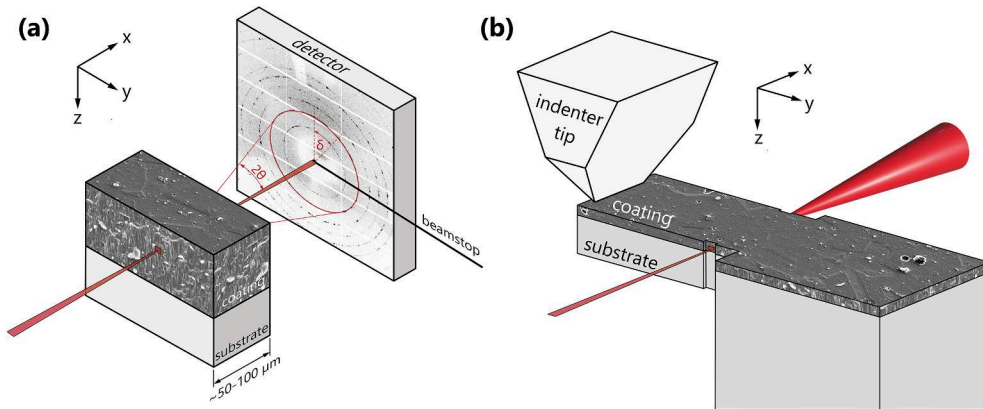 (a)
x
y
z
detector
δ
2θ
beamstop
coating
substrate
~50-100 µm
(b)
x
y
z
indenter
tip
coating
substrate